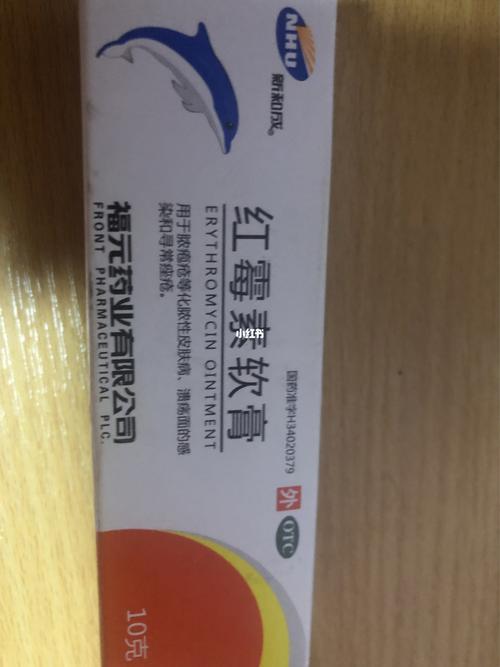 NHU
新和成®
国药准字H34020379
外
OTC
红霉素软膏
ERYTHROMYCIN OINTMENT
用于脓疱疮等化脓性皮肤病、溃疡面的感
染和寻常痤疮。
福元药业有限公司
FRONT PHARMACEUTICAL PLC.
10克
小红书